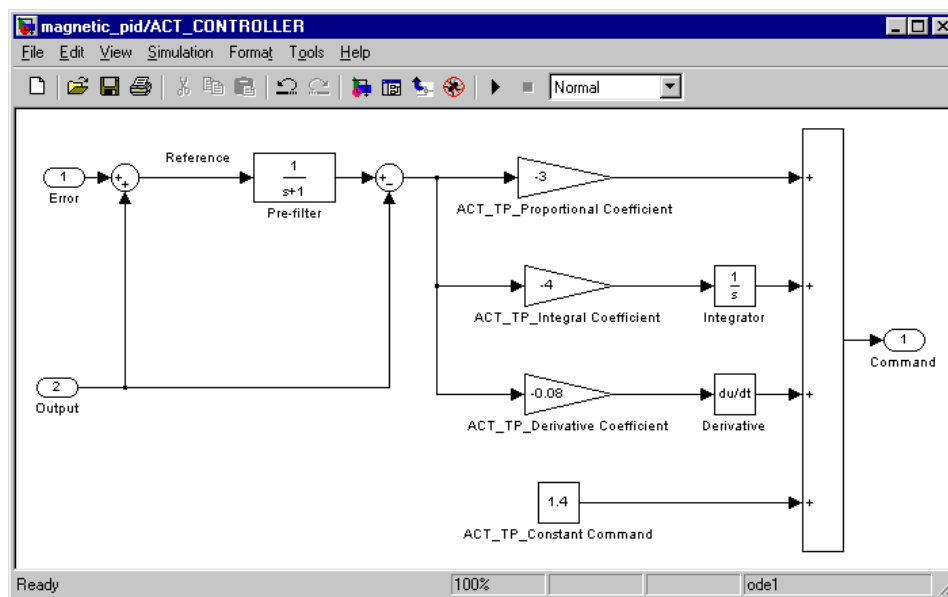 magnetic_pid/ACT_CONTROLLER
File Edit View Simulation Format Tools Help
Normal
1
Error
+
+
Reference
1
s+1
Pre-filter
+
-
-3
ACT_TP_Proportional Coefficient
+
-4
ACT_TP_Integral Coefficient
1
s
Integrator
+
1
Command
2
Output
-0.08
ACT_TP_Derivative Coefficient
du/dt
Derivative
+
1.4
ACT_TP_Constant Command
+
Ready
100%
ode1